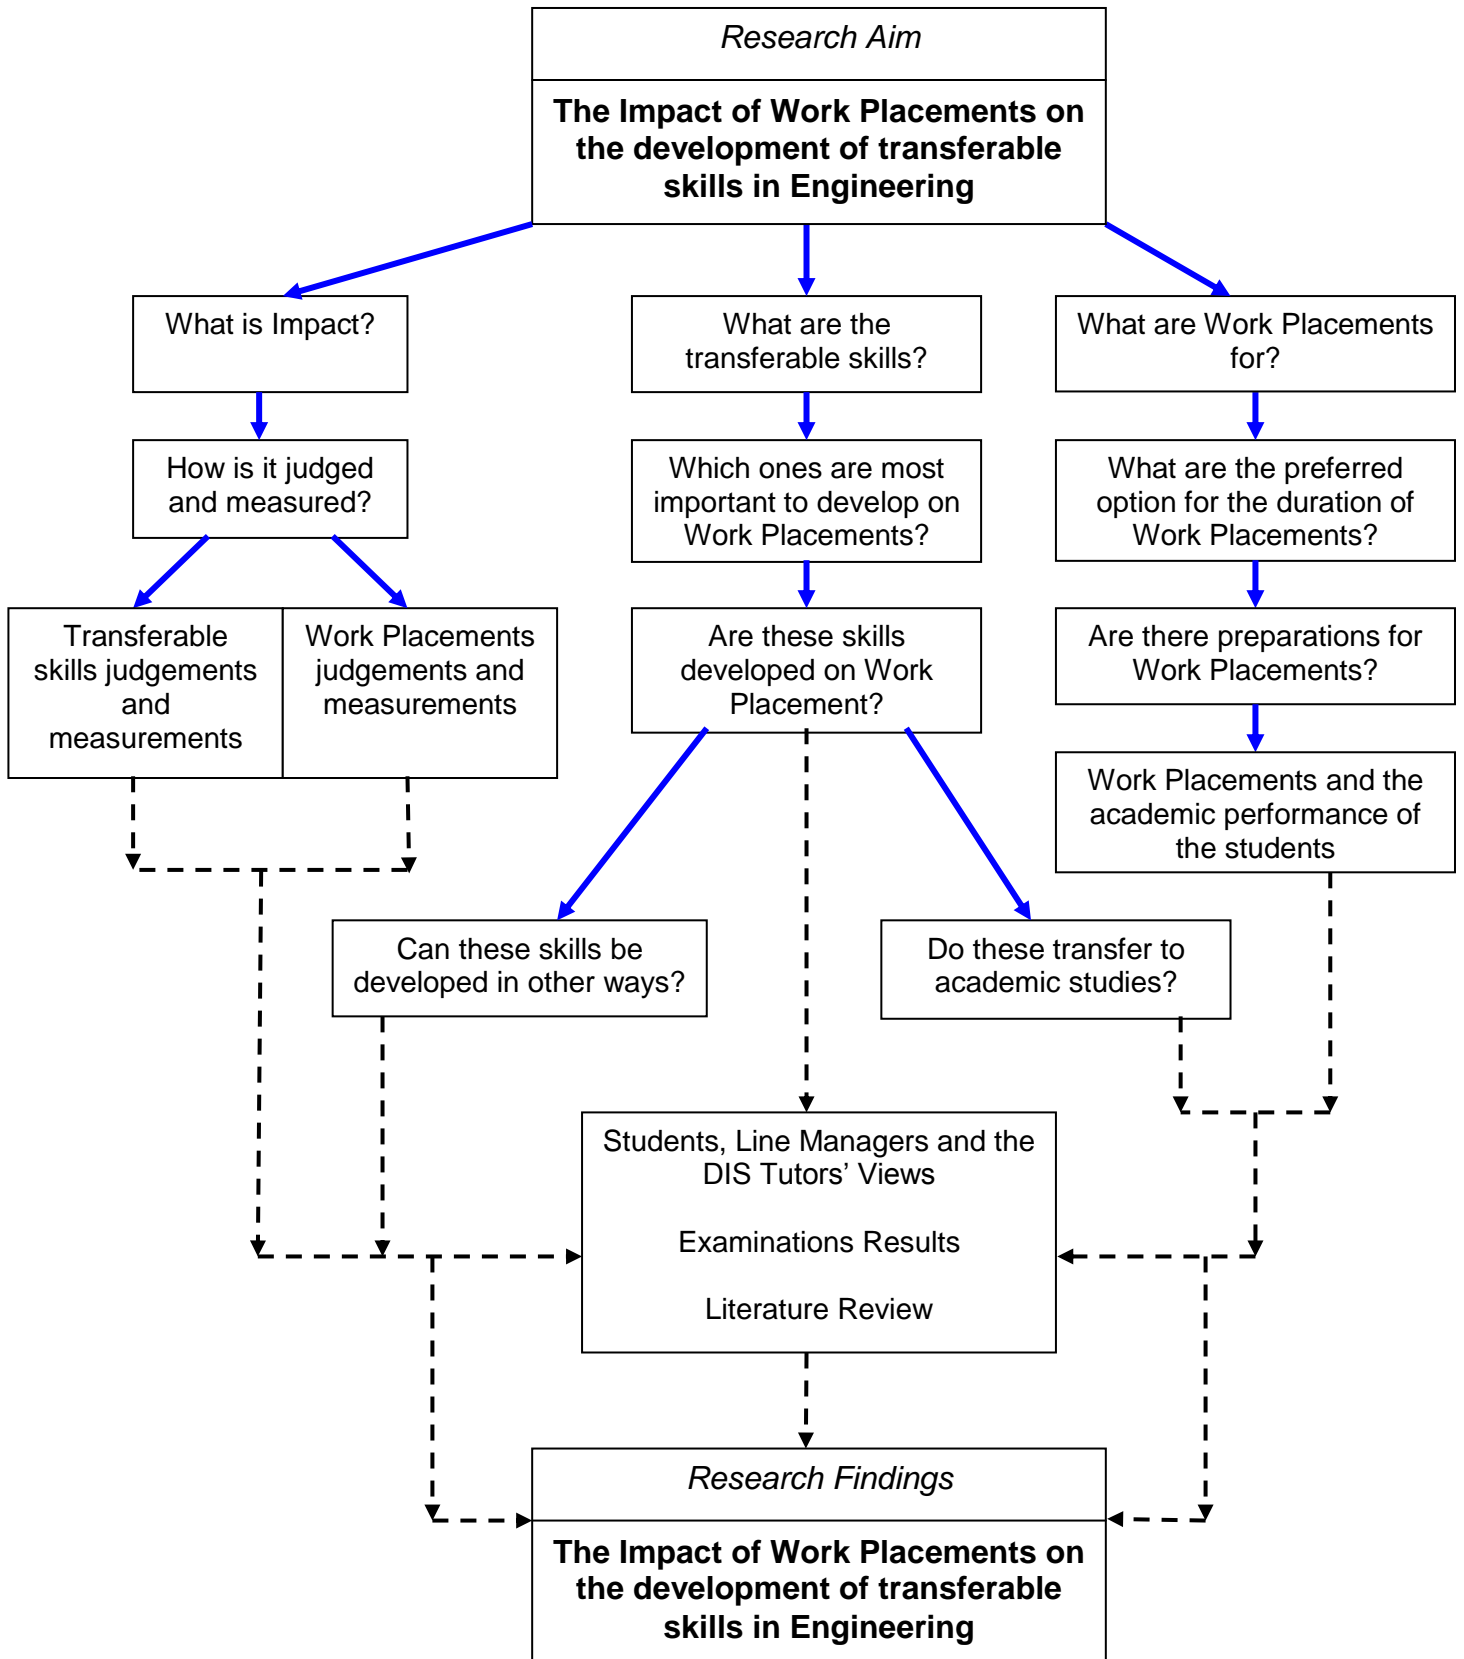 Research Aim
The Impact of Work Placements on
the development of transferable
skills in Engineering
What is Impact?
What are the
transferable skills?
What are Work Placements
for?
How is it judged
and measured?
Which ones are most
important to develop on
Work Placements?
What are the preferred
option for the duration of
Work Placements?
Transferable
skills judgements
and
measurements
Work Placements
judgements and
measurements
Are these skills
developed on Work
Placement?
Are there preparations for
Work Placements?
Work Placements and the
academic performance of
the students
Can these skills be
developed in other ways?
Do these transfer to
academic studies?
Students, Line Managers and the
DIS Tutors’ Views
Examinations Results
Literature Review
Research Findings
The Impact of Work Placements on
the development of transferable
skills in Engineering